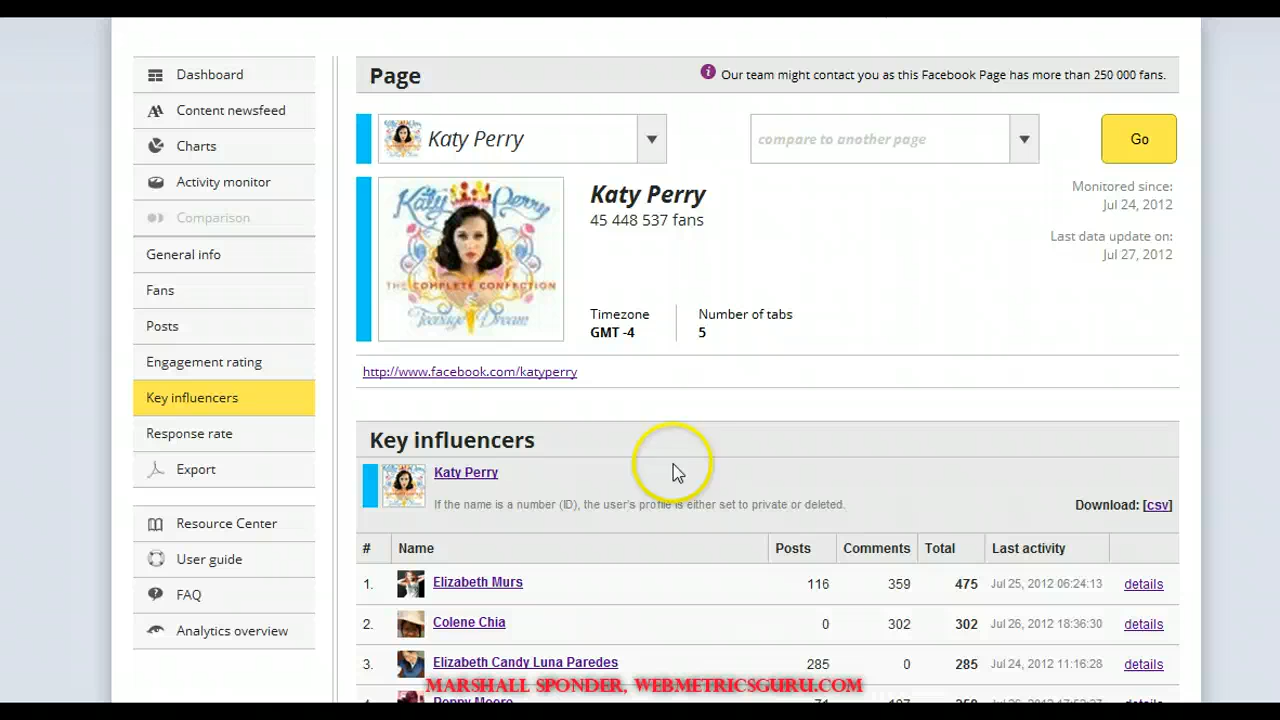 Dashboard
Content newsfeed
Charts
Activity monitor
Comparison
General info
Fans
Posts
Engagement rating
Key influencers
Response rate
Export
Resource Center
User guide
FAQ
Analytics overview
Page
Our team might contact you as this Facebook Page has more than 250 000 fans.
Katy Perry
compare to another page
Go
Katy Perry
THE COMPLETE CONFECTION
Teenage Dream
Katy Perry
45 448 537 fans
Monitored since:
Jul 24, 2012
Last data update on:
Jul 27, 2012
Timezone
GMT -4
Number of tabs
5
http://www.facebook.com/katyperry
Key influencers
Katy Perry
If the name is a number (ID), the user's profile is either set to private or deleted.
Download: [csv]
# Name Posts Comments Total Last activity
1. Elizabeth Murs 116 359 475 Jul 25, 2012 06:24:13 details
2. Colene Chia 0 302 302 Jul 26, 2012 18:36:30 details
3. Elizabeth Candy Luna Paredes 285 0 285 Jul 24, 2012 11:16:28 details
MARSHALL SPONDER, WEBMETRICSGURU.COM